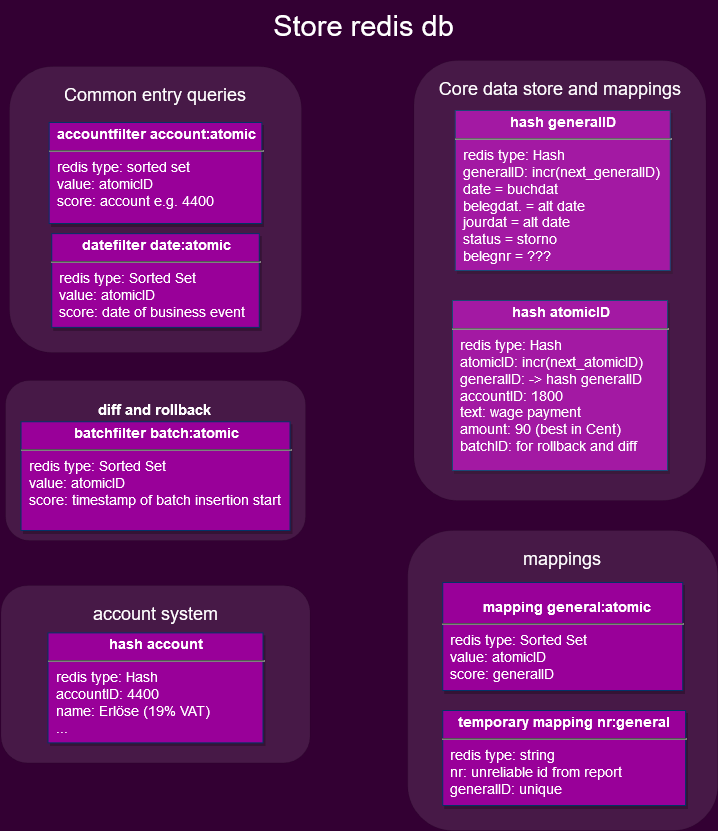 Store redis db
Common entry queries
accountfilter account:atomic
redis type: sorted set
value: atomicID
score: account e.g. 4400
datefilter date:atomic
redis type: Sorted Set
value: atomicID
score: date of business event
diff and rollback
batchfilter batch:atomic
redis type: Sorted Set
value: atomicID
score: timestamp of batch insertion start
account system
hash account
redis type: Hash
accountID: 4400
name: Erlöse (19% VAT)
...
Core data store and mappings
hash generalID
redis type: Hash
generalID: incr(next_generalID)
date = buchdat
belegdat. = alt date
jourdat = alt date
status = storno
belegnr = ???
hash atomicID
redis type: Hash
atomicID: incr(next_atomicID)
generalID: -> hash generalID
accountID: 1800
text: wage payment
amount: 90 (best in Cent)
batchID: for rollback and diff
mappings
mapping general:atomic
redis type: Sorted Set
value: atomicID
score: generalID
temporary mapping nr:general
redis type: string
nr: unreliable id from report
generalID: unique